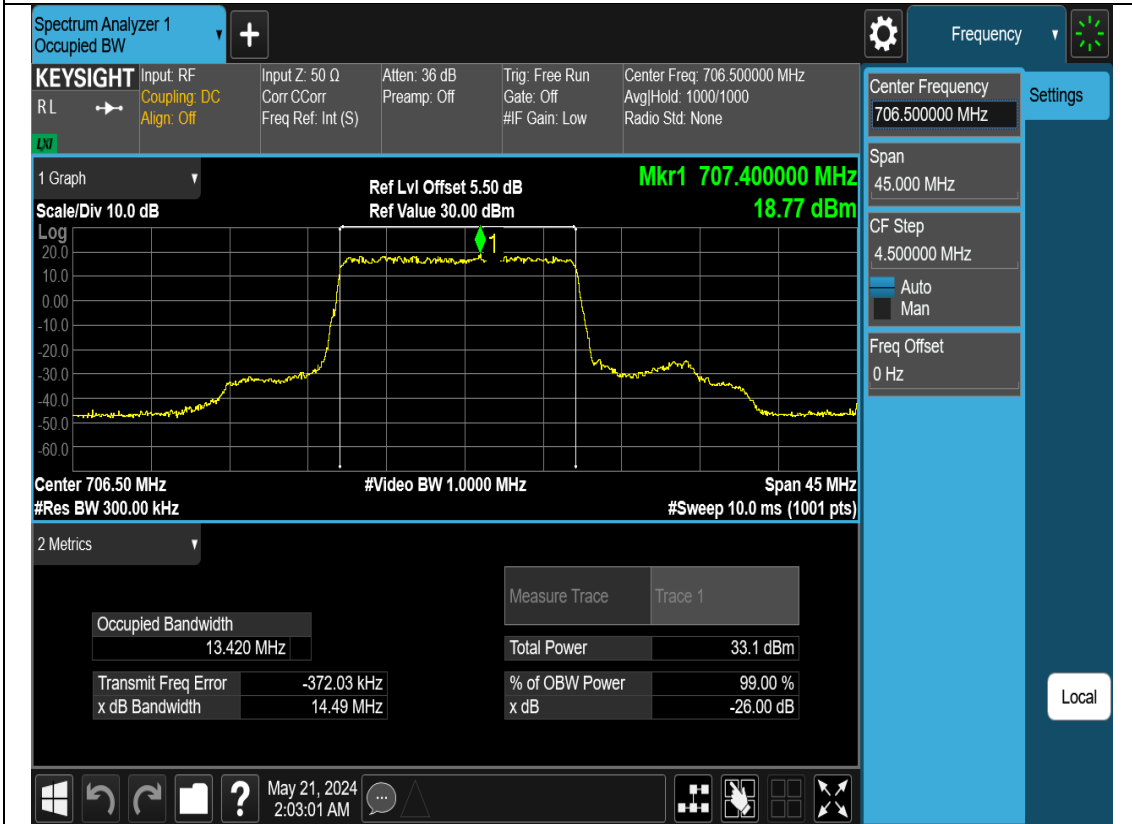 Spectrum Analyzer 1
Occupied BW
+
Frequency
KEYSIGHT
R L
LXI
Input: RF
Coupling: DC
Align: Off
Input Z: 50 Ω
Corr CCorr
Freq Ref: Int (S)
Atten: 36 dB
Preamp: Off
Trig: Free Run
Gate: Off
#IF Gain: Low
Center Freq: 706.500000 MHz
Avg|Hold: 1000/1000
Radio Std: None
Center Frequency
706.500000 MHz
Settings
Span
45.000 MHz
CF Step
4.500000 MHz
Auto
Man
Freq Offset
0 Hz
Local
1 Graph
Scale/Div 10.0 dB
Ref Lvl Offset 5.50 dB
Ref Value 30.00 dBm
Mkr1 707.400000 MHz
18.77 dBm
Log
1
20.0
10.0
0.00
-10.0
-20.0
-30.0
-40.0
-50.0
-60.0
Center 706.50 MHz
#Res BW 300.00 kHz
#Video BW 1.0000 MHz
Span 45 MHz
#Sweep 10.0 ms (1001 pts)
2 Metrics
Measure Trace Trace 1
Occupied Bandwidth
13.420 MHz
Total Power 33.1 dBm
Transmit Freq Error -372.03 kHz
% of OBW Power 99.00 %
x dB Bandwidth 14.49 MHz
x dB -26.00 dB
?
May 21, 2024
2:03:01 AM